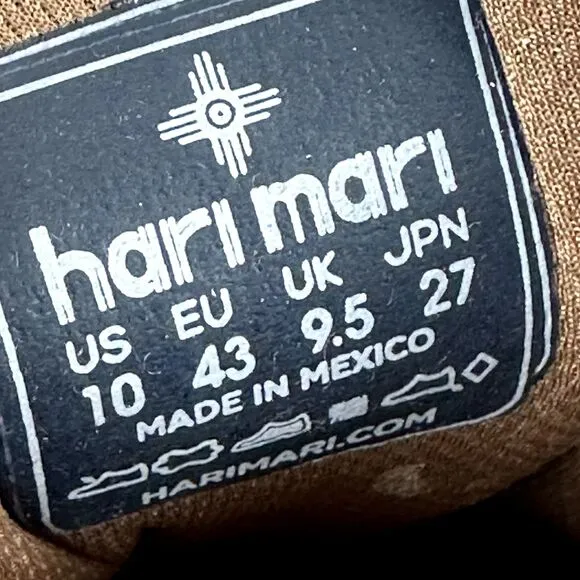 hari mari
US EU UK JPN
10 43 9.5 27
MADE IN MEXICO
HARIMARI.COM